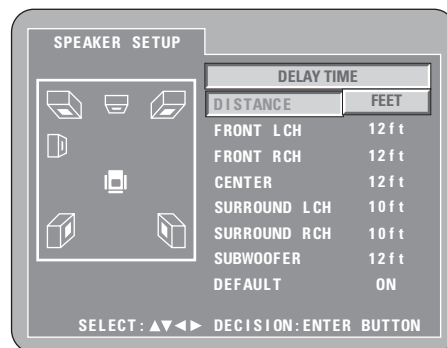 SPEAKER SETUP
DELAY TIME
DISTANCE FEET
FRONT LCH 12ft
FRONT RCH 12ft
CENTER 12ft
SURROUND LCH 10ft
SURROUND RCH 10ft
SUBWOOFER 12ft
DEFAULT ON
SELECT:▲▼◀▶ DECISION:ENTER BUTTON